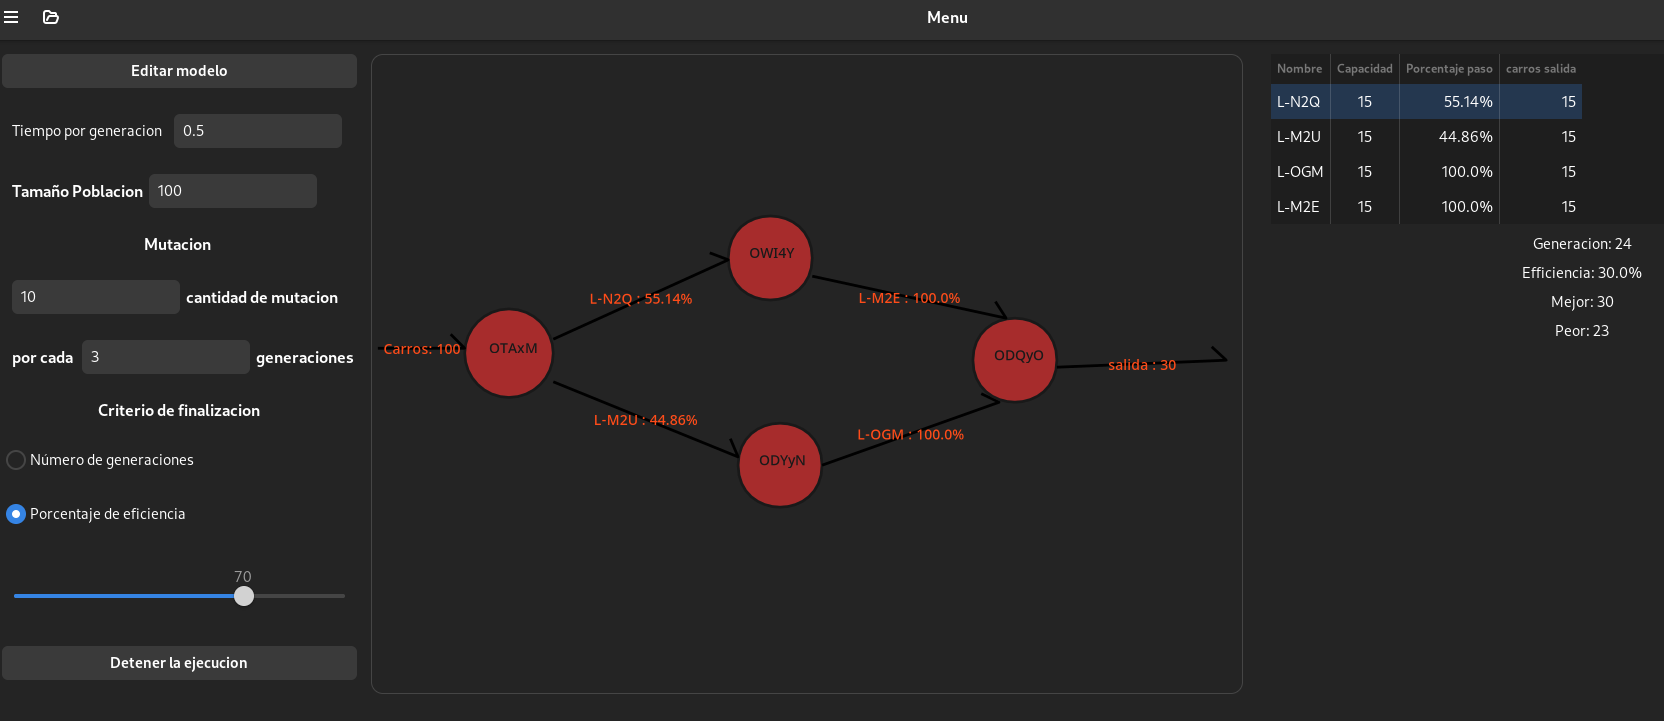 Menu
Editar modelo
Tiempo por generacion 0.5
Tamaño Poblacion 100
Mutacion
10 cantidad de mutacion
por cada 3 generaciones
Criterio de finalizacion
Número de generaciones
Porcentaje de eficiencia
70
Detener la ejecucion
OWI4Y
L-N2Q : 55.14%
L-M2E : 100.0%
Carros: 100
OTAxM
ODQyO
salida : 30
L-M2U : 44.86%
L-OGM : 100.0%
ODYyN
Nombre Capacidad Porcentaje paso carros salida
L-N2Q 15 55.14% 15
L-M2U 15 44.86% 15
L-OGM 15 100.0% 15
L-M2E 15 100.0% 15
Generacion: 24
Efficiencia: 30.0%
Mejor: 30
Peor: 23